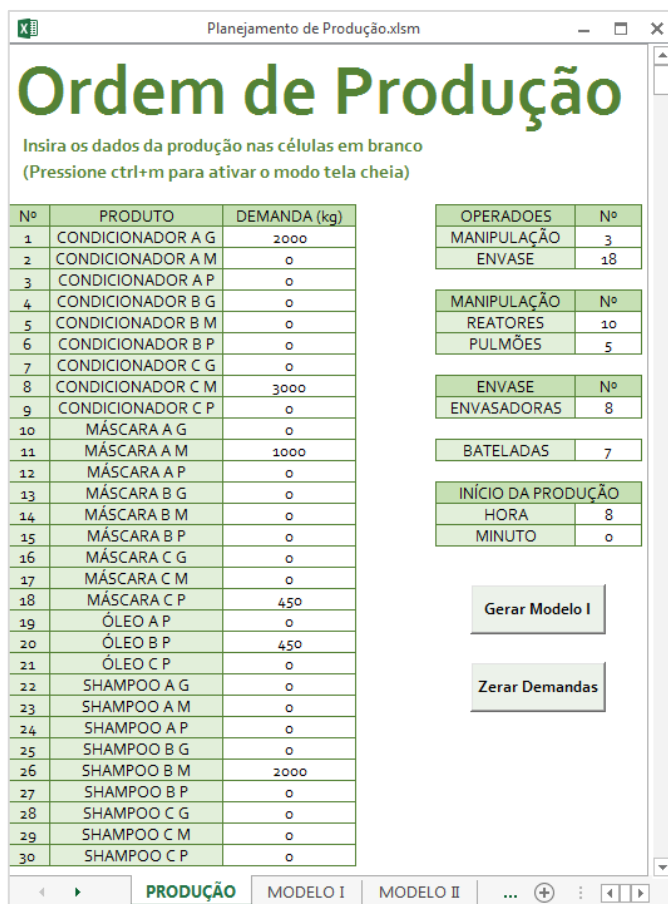 Planejamento de Produção.xlsm
Ordem de Produção
Insira os dados da produção nas células em branco
(Pressione ctrl+m para ativar o modo tela cheia)
Nº PRODUTO DEMANDA (kg)
1 CONDICIONADOR A G 2000
2 CONDICIONADOR A M 0
3 CONDICIONADOR A P 0
4 CONDICIONADOR B G 0
5 CONDICIONADOR B M 0
6 CONDICIONADOR B P 0
7 CONDICIONADOR C G 0
8 CONDICIONADOR C M 3000
9 CONDICIONADOR C P 0
10 MÁSCARA A G 0
11 MÁSCARA A M 1000
12 MÁSCARA A P 0
13 MÁSCARA B G 0
14 MÁSCARA B M 0
15 MÁSCARA B P 0
16 MÁSCARA C G 0
17 MÁSCARA C M 0
18 MÁSCARA C P 450
19 ÓLEO A P 0
20 ÓLEO B P 450
21 ÓLEO C P 0
22 SHAMPOO A G 0
23 SHAMPOO A M 0
24 SHAMPOO A P 0
25 SHAMPOO B G 0
26 SHAMPOO B M 2000
27 SHAMPOO B P 0
28 SHAMPOO C G 0
29 SHAMPOO C M 0
30 SHAMPOO C P 0
OPERADOES Nº
MANIPULAÇÃO 3
ENVASE 18
MANIPULAÇÃO Nº
REATORES 10
PULMÕES 5
ENVASE Nº
ENVASADORAS 8
BATELADAS 7
INÍCIO DA PRODUÇÃO
HORA 8
MINUTO 0
Gerar Modelo I
Zerar Demandas
PRODUÇÃO MODELO I MODELO II ...